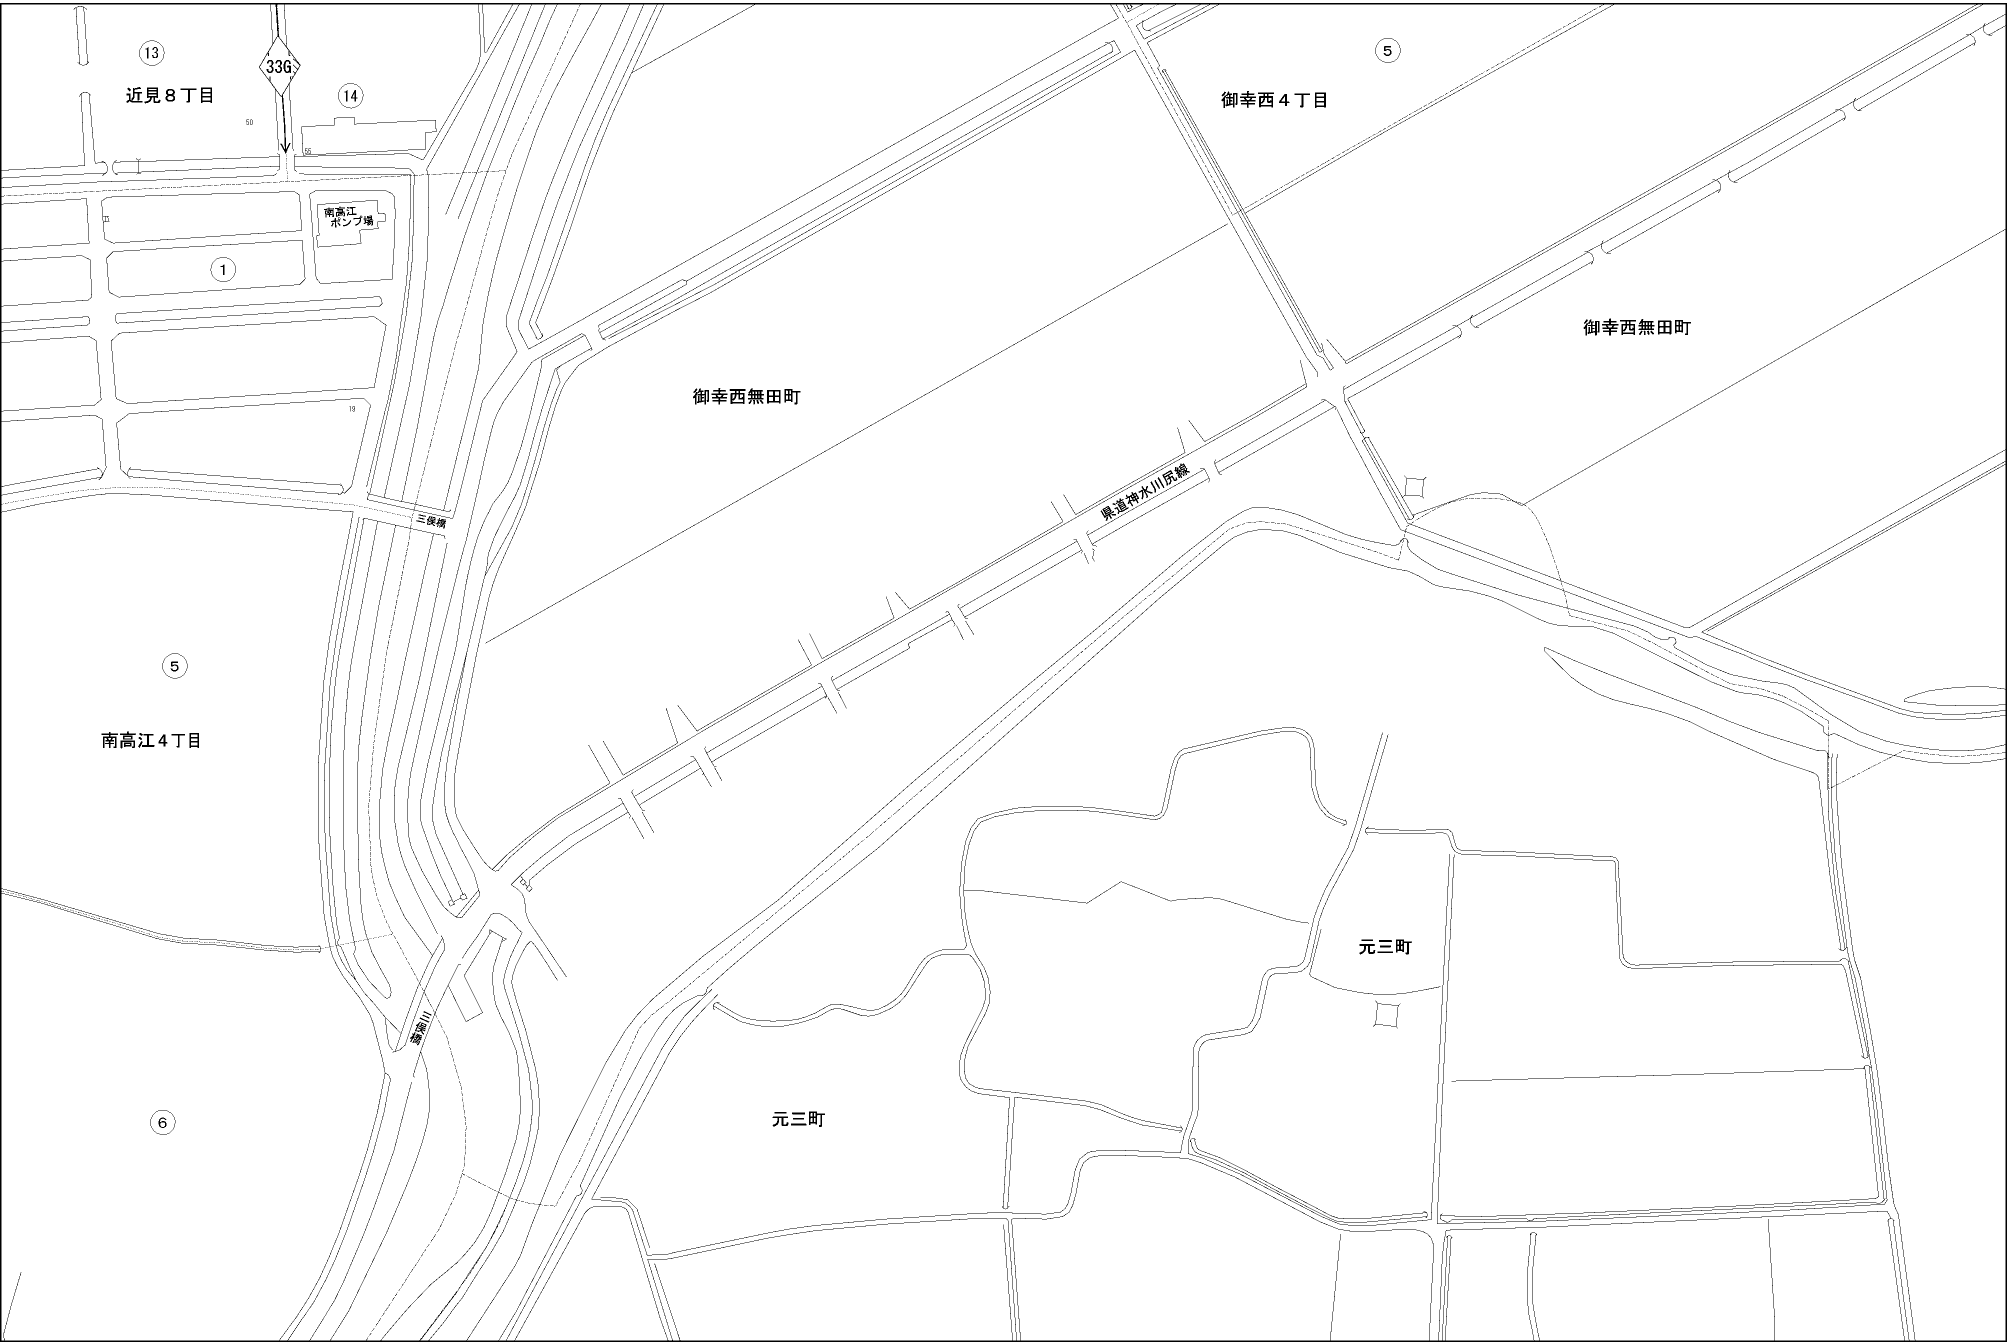 13
33G
近見８丁目
14
50
55
5
御幸西４丁目
南高江
ポンプ場
1
御幸西無田町
19
御幸西無田町
県道神水川尻線
三俣橋
5
南高江４丁目
元三町
三俣橋
6
元三町